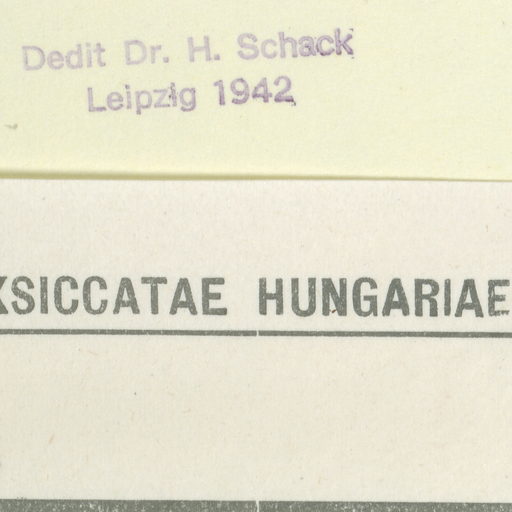 Dedit Dr. H. Schack
Leipzig 1942
XSICCATAE HUNGARIAE